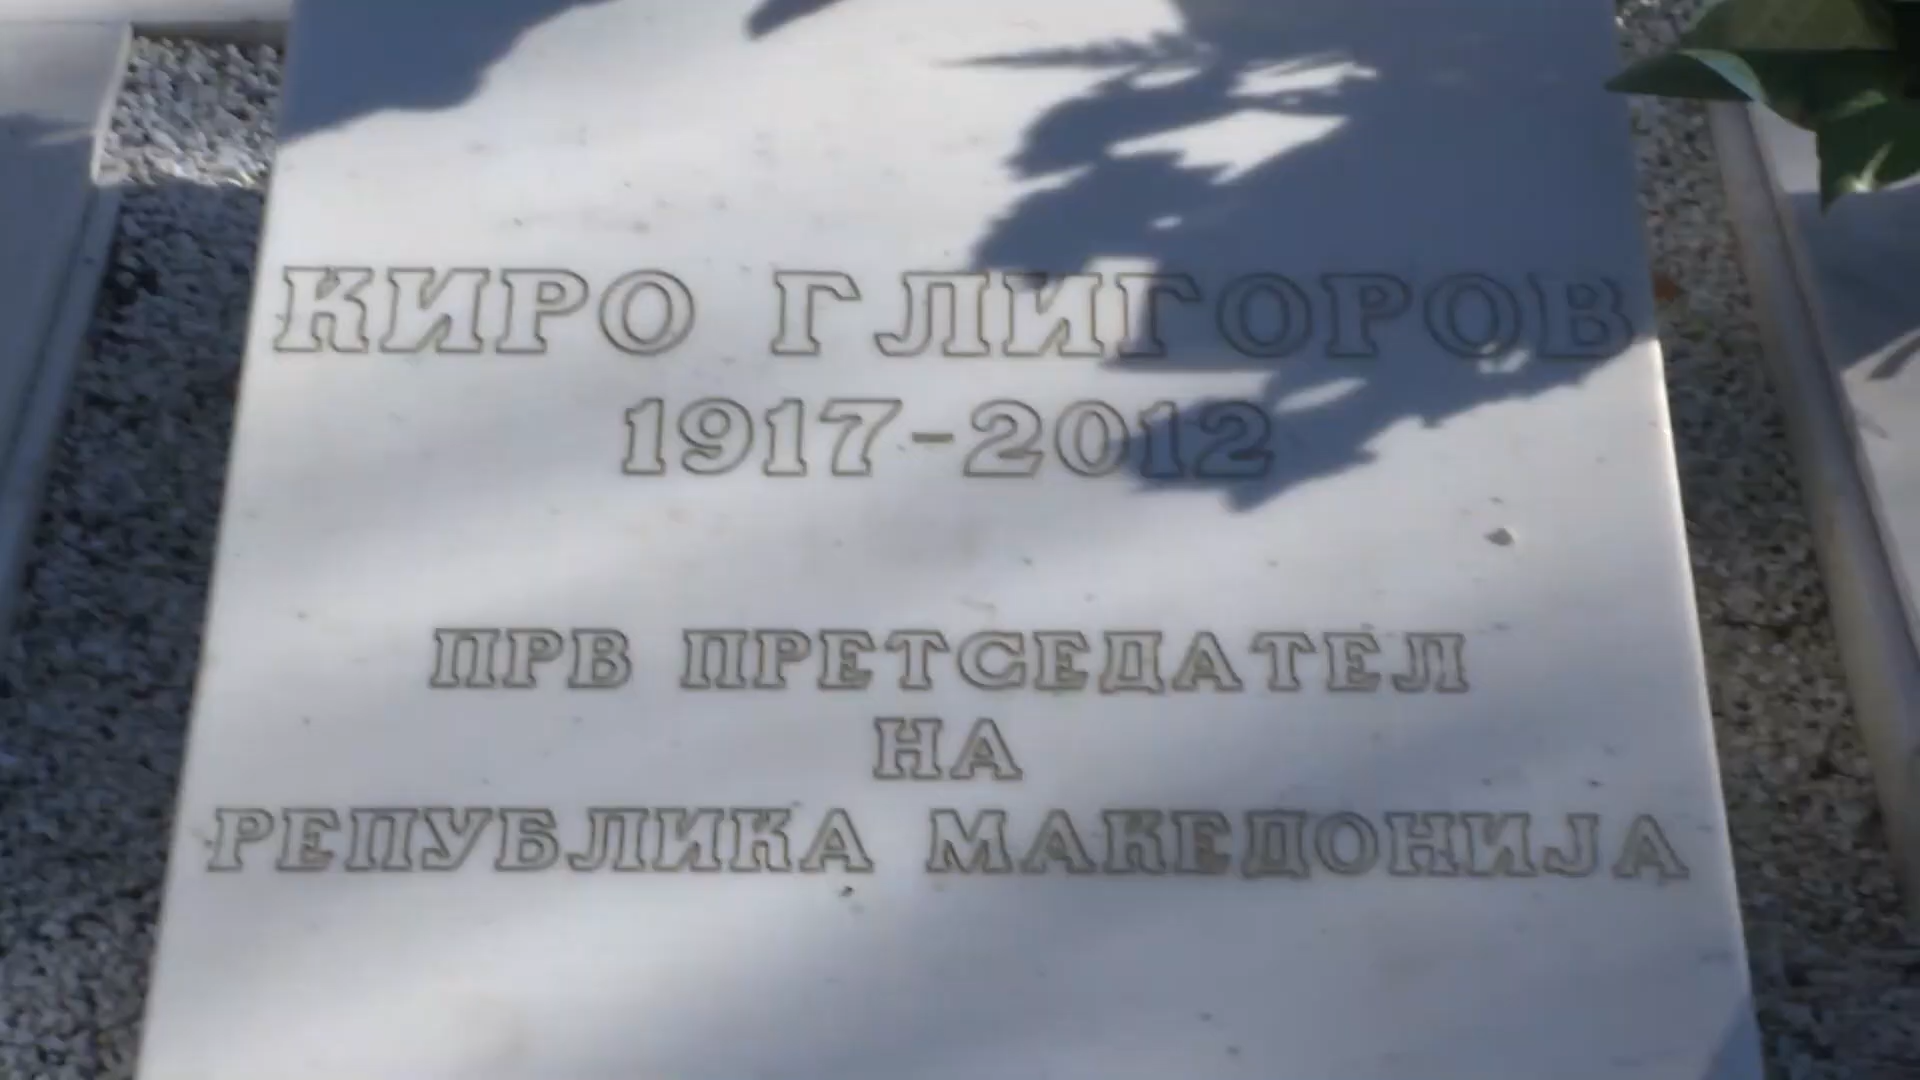 КИРО ГЛИГОРОВ
1917-2012
ПРВ ПРЕТСЕДАТЕЛ
НА
РЕПУБЛИКА МАКЕДОНИЈА